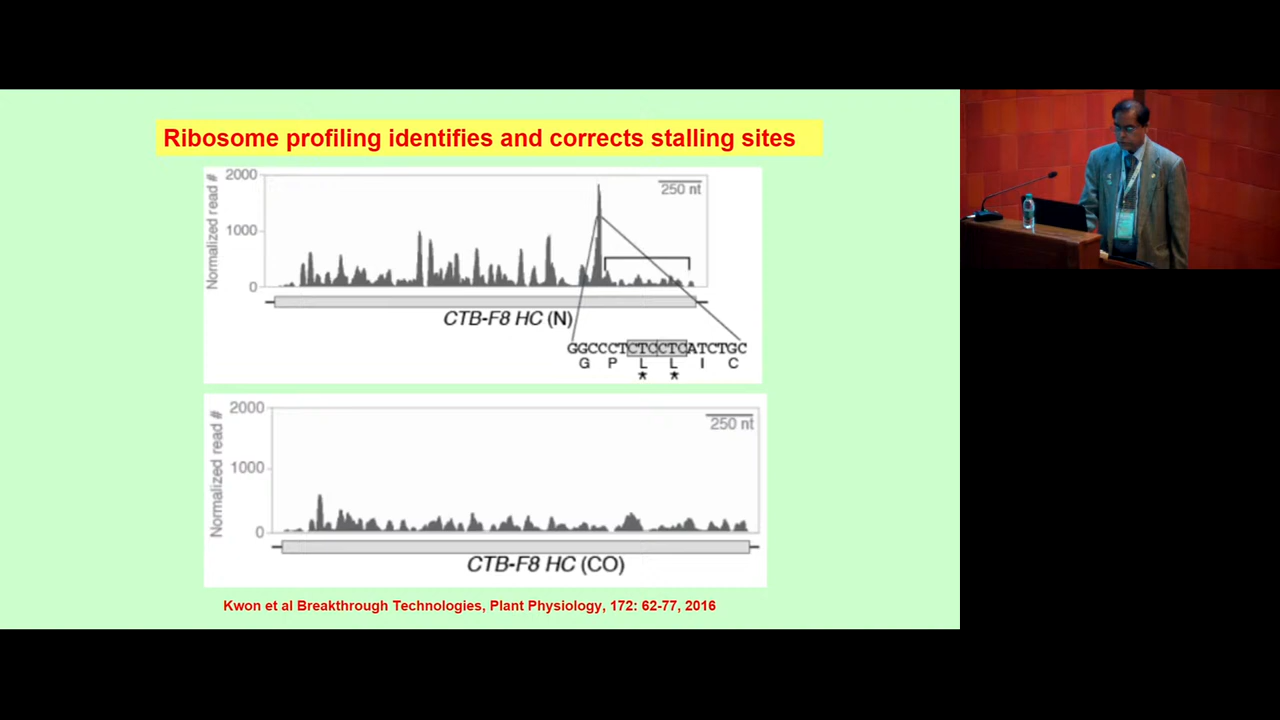 Ribosome profiling identifies and corrects stalling sites
Normalized read #
2000
1000
0
250 nt
CTB-F8 HC (N)
GGCCCTCTCCTCATCTGC
G P L L I C
* *
Normalized read #
2000
1000
0
250 nt
CTB-F8 HC (CO)
Kwon et al Breakthrough Technologies, Plant Physiology, 172: 62-77, 2016